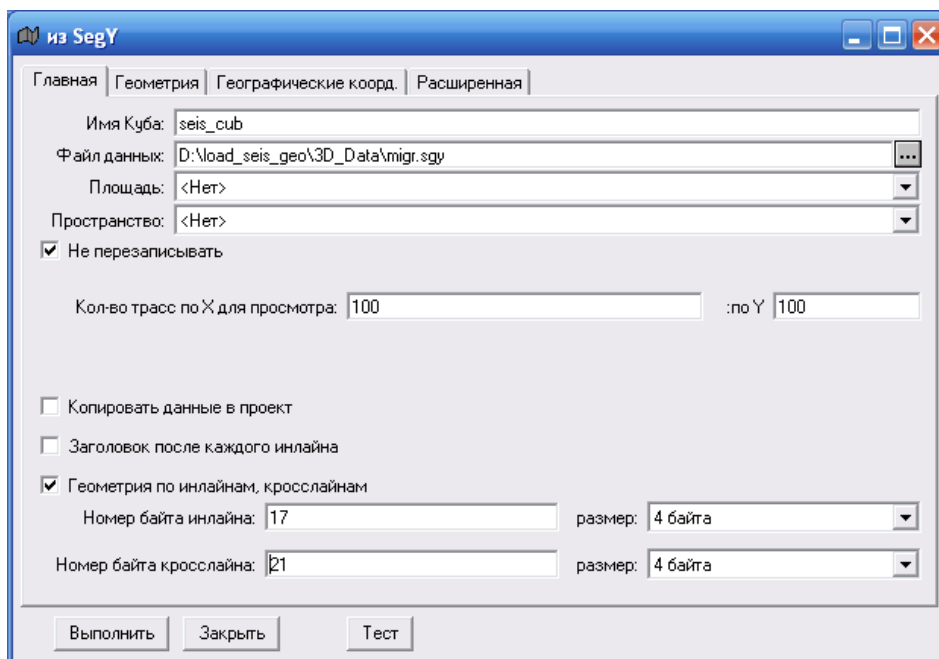 из SegY
Главная Геометрия Географические коорд. Расширенная
Имя Куба: seis_cub
Файл данных: D:\load_seis_geo\3D_Data\migr.sgy ...
Площадь: <Нет>
Пространство: <Нет>
Не перезаписывать
Кол-во трасс по X для просмотра: 100 :по Y 100
Копировать данные в проект
Заголовок после каждого инлайна
Геометрия по инлайнам, кросслайнам
Номер байта инлайна: 17 размер: 4 байта
Номер байта кросслайна: 21 размер: 4 байта
Выполнить Закрыть Тест